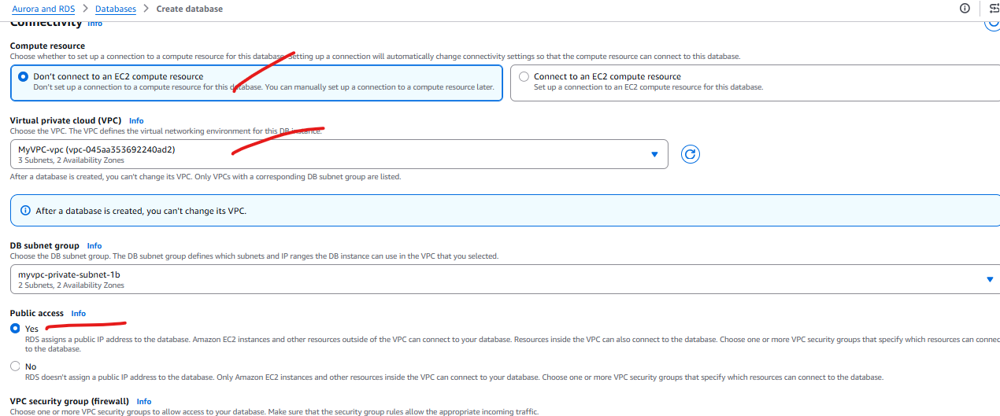 Aurora and RDS > Databases > Create database
Connectivity Info
Compute resource
Choose whether to set up a connection to a compute resource for this database. Setting up a connection will automatically change connectivity settings so that the compute resource can connect to this database.
Don't connect to an EC2 compute resource
Don't set up a connection to a compute resource for this database. You can manually set up a connection to a compute resource later.
Connect to an EC2 compute resource
Set up a connection to an EC2 compute resource for this database.
Virtual private cloud (VPC) Info
Choose the VPC. The VPC defines the virtual networking environment for this DB instance.
MyVPC-vpc (vpc-045aa353692240ad2)
3 Subnets, 2 Availability Zones
After a database is created, you can't change its VPC. Only VPCs with a corresponding DB subnet group are listed.
After a database is created, you can't change its VPC.
DB subnet group Info
Choose the DB subnet group. The DB subnet group defines which subnets and IP ranges the DB instance can use in the VPC that you selected.
myvpc-private-subnet-1b
2 Subnets, 2 Availability Zones
Public access Info
Yes
RDS assigns a public IP address to the database. Amazon EC2 instances and other resources outside of the VPC can connect to your database. Resources inside the VPC can also connect to the database. Choose one or more VPC security groups that specify which resources can connec
to the database.
No
RDS doesn't assign a public IP address to the database. Only Amazon EC2 instances and other resources inside the VPC can connect to your database. Choose one or more VPC security groups that specify which resources can connect to the database.
VPC security group (firewall) Info
Choose one or more VPC security groups to allow access to your database. Make sure that the security group rules allow the appropriate incoming traffic.